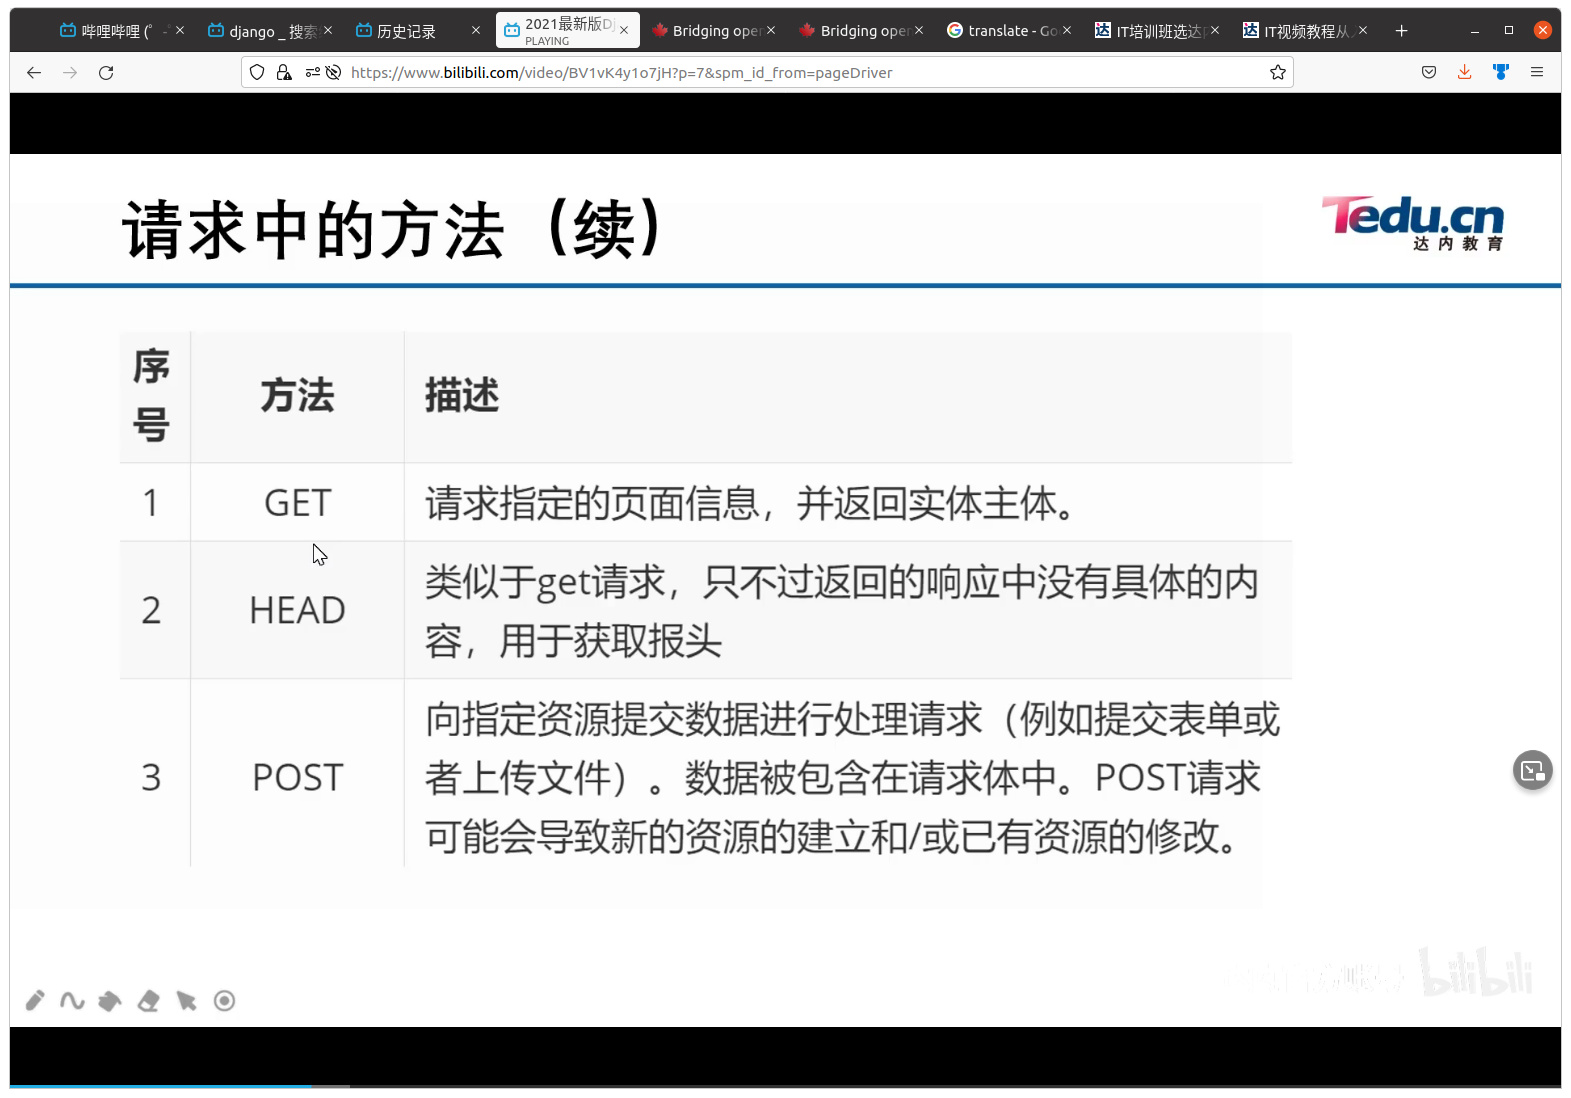 哔哩哔哩 (゜-
django _ 搜索
历史记录
2021最新版Dj
PLAYING
Bridging oper
Bridging oper
translate - Go
IT培训班选达
IT视频教程从
https://www.bilibili.com/video/BV1vK4y1o7jH?p=7&spm_id_from=pageDriver
请求中的方法（续）
Tedu.cn
达内教育
序号
方法
描述
1
GET
请求指定的页面信息，并返回实体主体。
2
HEAD
类似于get请求，只不过返回的响应中没有具体的内
容，用于获取报头
3
POST
向指定资源提交数据进行处理请求（例如提交表单或
者上传文件）。数据被包含在请求体中。POST请求
可能会导致新的资源的建立和/或已有资源的修改。
bilibili